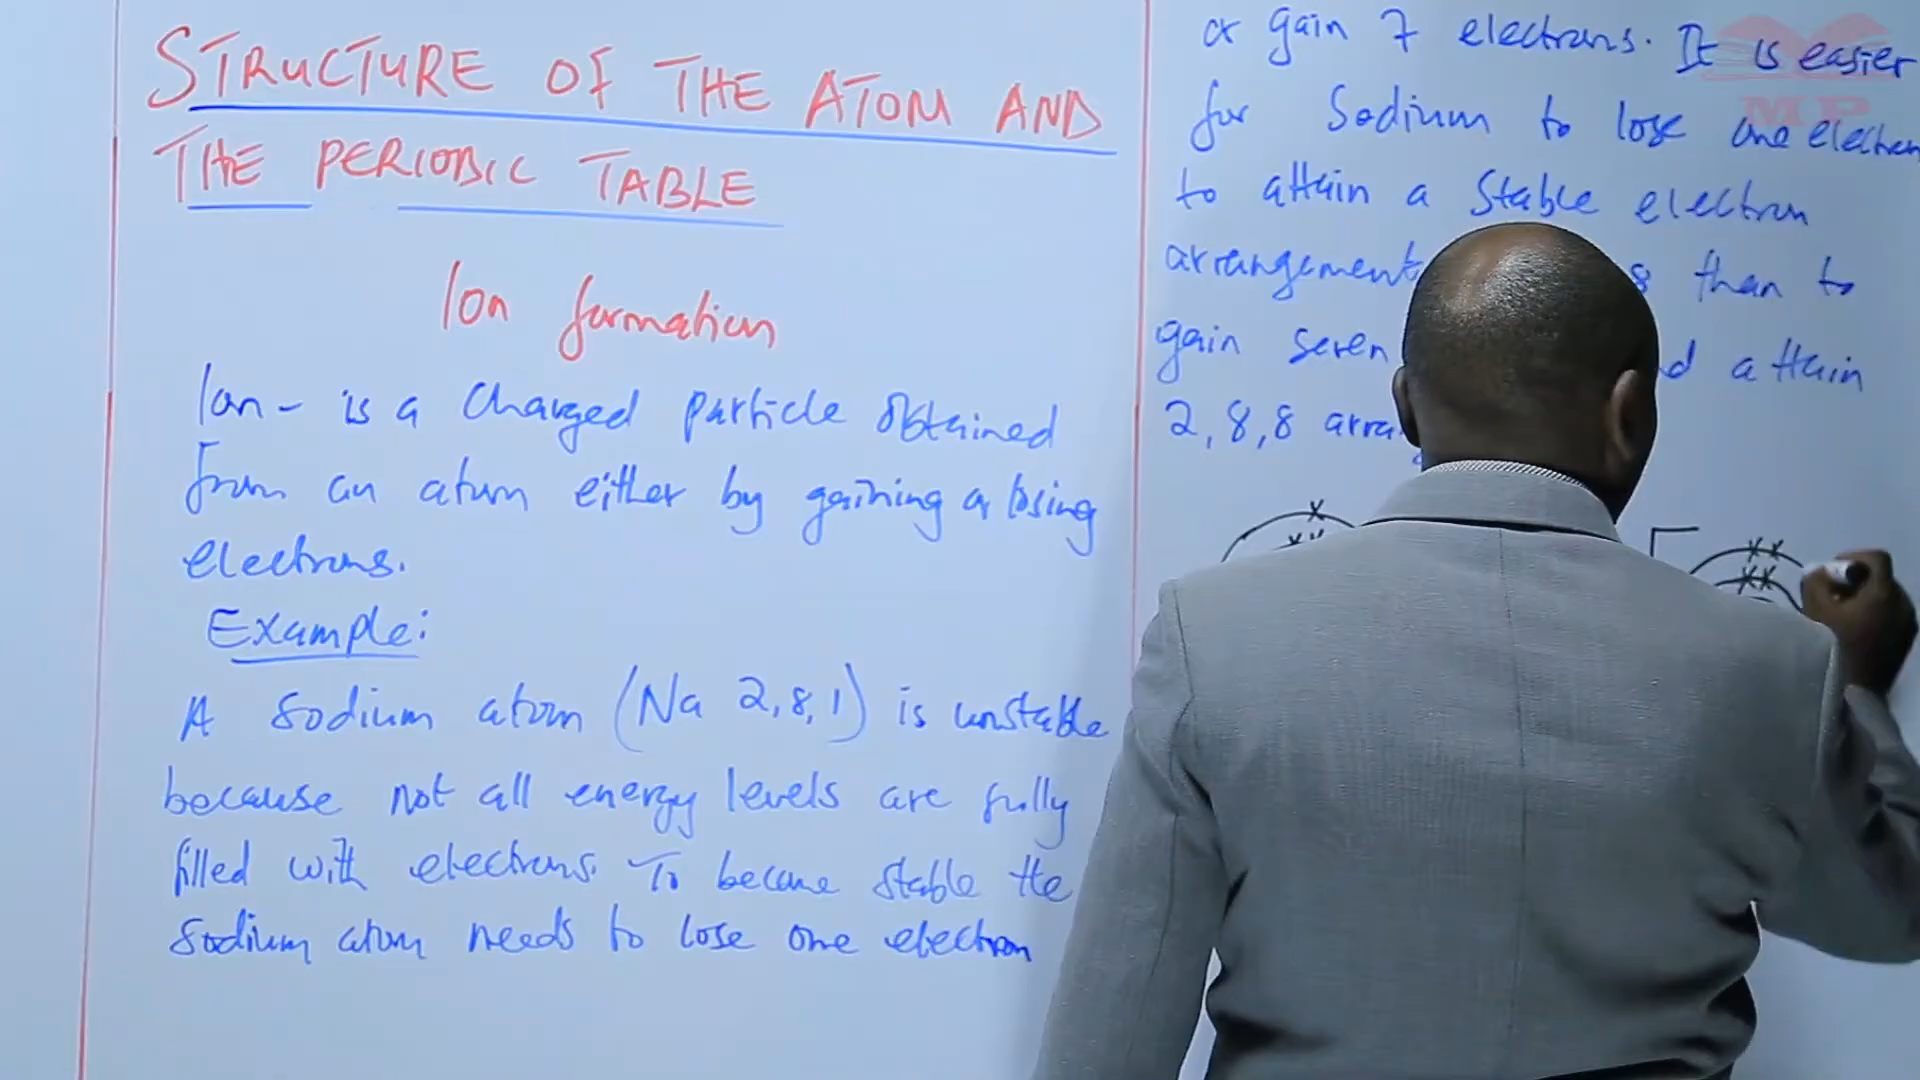 STRUCTURE OF THE ATOM AND
THE PERIODIC TABLE
Ion formation
Ion - is a charged particle obtained
from an atom either by gaining or losing
electrons.
Example:
A sodium atom (Na 2,8,1) is unstable
because not all energy levels are fully
filled with electrons. To become stable the
sodium atom needs to lose one electron
or gain 7 electrons. It is easier
for Sodium to lose one electron
to attain a stable electron
arrangement 8 than to
gain seven attain
2,8,8
MP